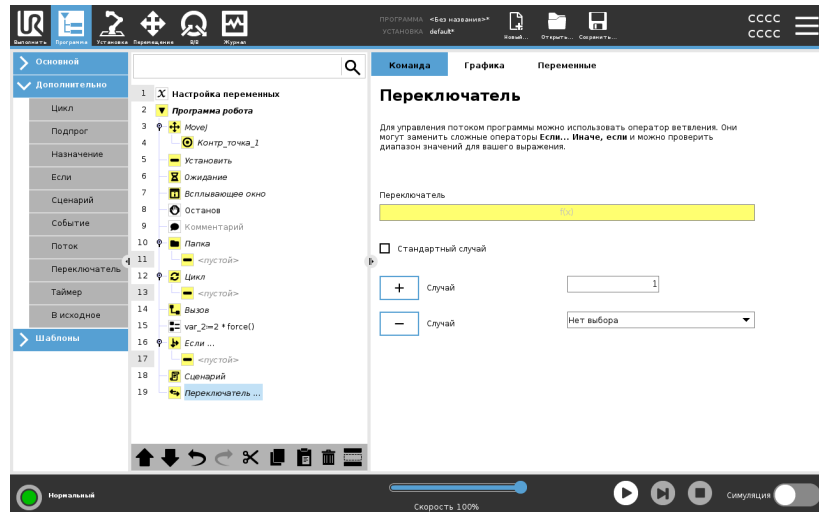 UR
ПРОГРАММА <Без названия>*
УСТАНОВКА default*
Выполнить Программа Установка Перемещение В/В Журнал
Новый... Открыть... Сохранить...
CCCC
CCCC
Основной
Дополнительно
Цикл
Подпрог
Назначение
Если
Сценарий
Событие
Поток
Переключатель
Таймер
В исходное
Шаблоны
1 X Настройка переменных
2 Программа робота
3 MoveJ
4 Контр_точка_1
5 Установить
6 Ожидание
7 Всплывающее окно
8 Останов
9 Комментарий
10 Папка
11 <пустой>
12 Цикл
13 <пустой>
14 Вызов
15 var_2≔2 * force()
16 Если ...
17 <пустой>
18 Сценарий
19 Переключатель ...
Команда Графика Переменные
Переключатель
Для управления потоком программы можно использовать оператор ветвления. Они
могут заменить сложные операторы Если... Иначе, если и можно проверить
диапазон значений для вашего выражения.
Переключатель
f(x)
Стандартный случай
+ Случай 1
− Случай Нет выбора
Нормальный
Скорость 100%
Симуляция